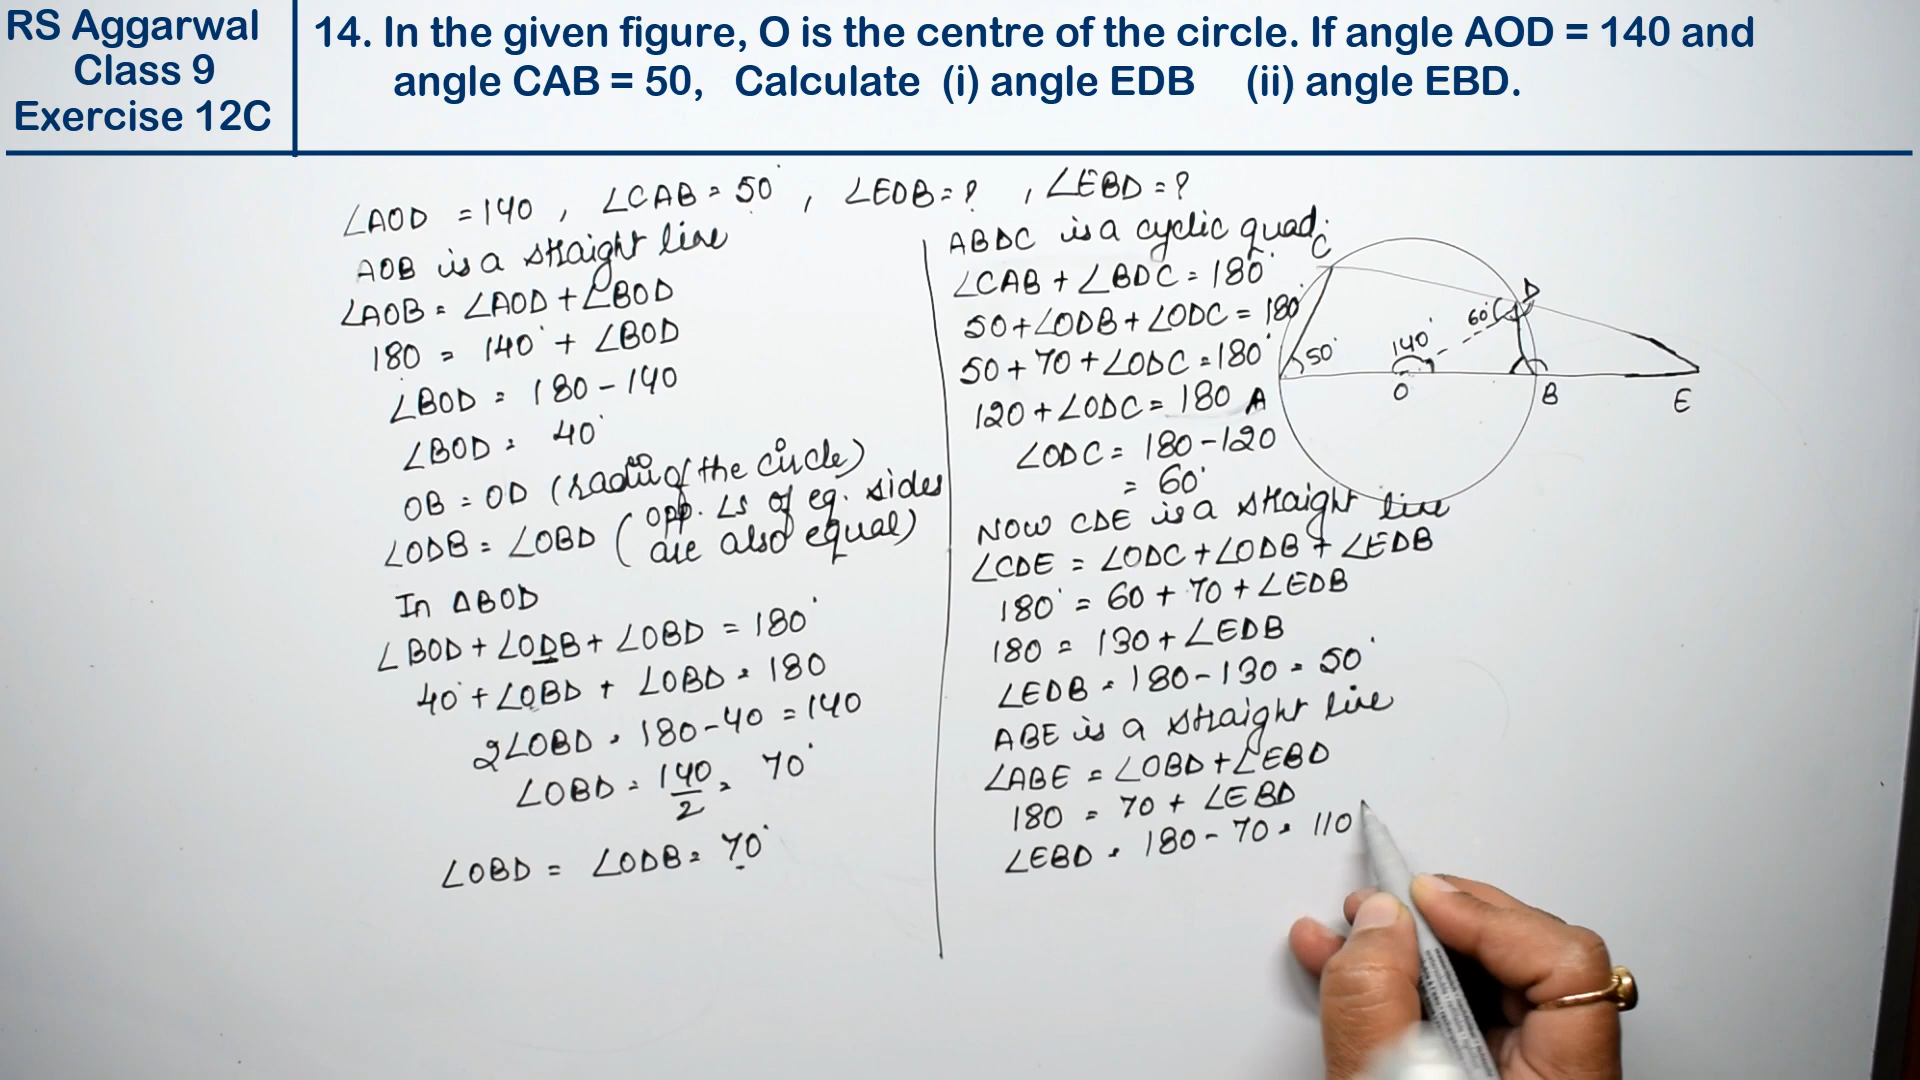 RS Aggarwal
Class 9
Exercise 12C
14. In the given figure, O is the centre of the circle. If angle AOD = 140 and
angle CAB = 50, Calculate (i) angle EDB (ii) angle EBD.
∠AOD = 140, ∠CAB = 50°, ∠EDB = ?, ∠EBD = ?
AOB is a straight line
∠AOB = ∠AOD + ∠BOD
180 = 140° + ∠BOD
∠BOD = 180 - 140
∠BOD = 40°
OB = OD (radii of the circle)
∠ODB = ∠OBD (opp. ∠s of eq. sides
are also equal)
In ΔBOD
∠BOD + ∠ODB + ∠OBD = 180°
40° + ∠OBD + ∠OBD = 180
2∠OBD = 180 - 40 = 140
∠OBD = 140/2 = 70°
∠OBD = ∠ODB = 70°
ABDC is a cyclic quad.
∠CAB + ∠BDC = 180°
50 + ∠ODB + ∠ODC = 180°
50 + 70 + ∠ODC = 180°
120 + ∠ODC = 180
∠ODC = 180 - 120
= 60°
Now CDE is a straight line
∠CDE = ∠ODC + ∠ODB + ∠EDB
180° = 60 + 70 + ∠EDB
180 = 130 + ∠EDB
∠EDB = 180 - 130 = 50°
ABE is a straight line
∠ABE = ∠OBD + ∠EBD
180 = 70 + ∠EBD
∠EBD = 180 - 70 = 110
C
D
60°
140°
50°
A
O
B
E